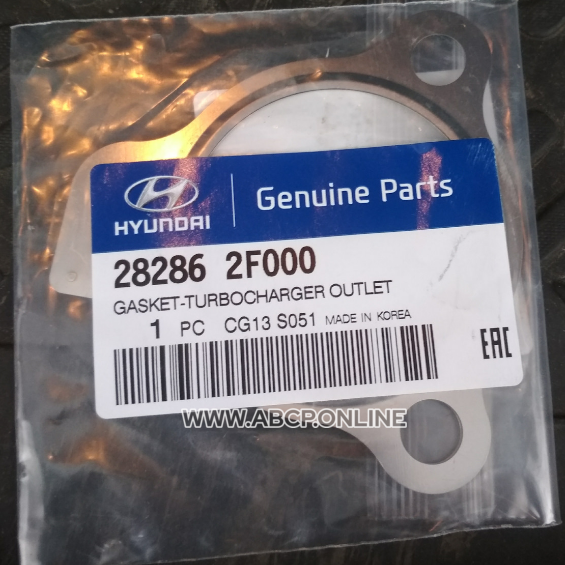 HYUNDAI
Genuine Parts
28286 2F000
GASKET-TURBOCHARGER OUTLET
1 PC CG13 S051 MADE IN KOREA
EAC
WWW.ABCP.ONLINE